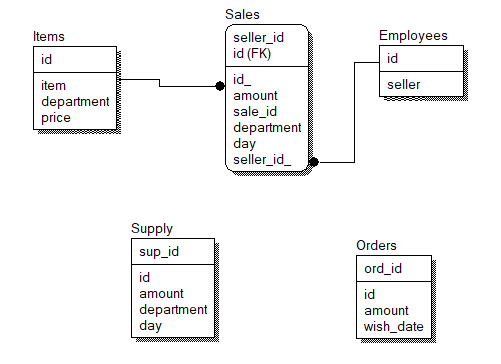 Items
id
item
department
price
Sales
seller_id
id (FK)
id_
amount
sale_id
department
day
seller_id_
Employees
id
seller
Supply
sup_id
id
amount
department
day
Orders
ord_id
id
amount
wish_date